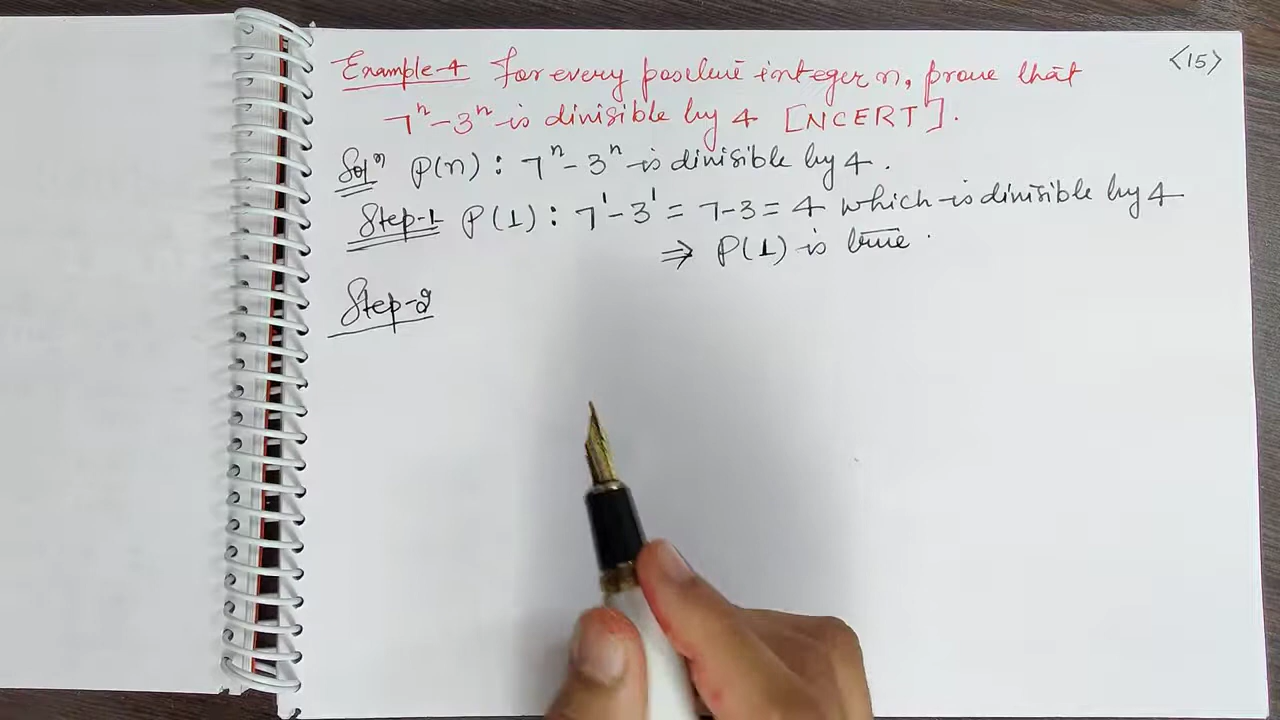 Example-4 For every positive integer n, prove that <15>
7ⁿ-3ⁿ is divisible by 4 [NCERT].
Solⁿ P(n) : 7ⁿ-3ⁿ is divisible by 4.
Step-1 P(1) : 7¹-3¹ = 7-3 = 4 which is divisible by 4
⇒ P(1) is true.
Step-2